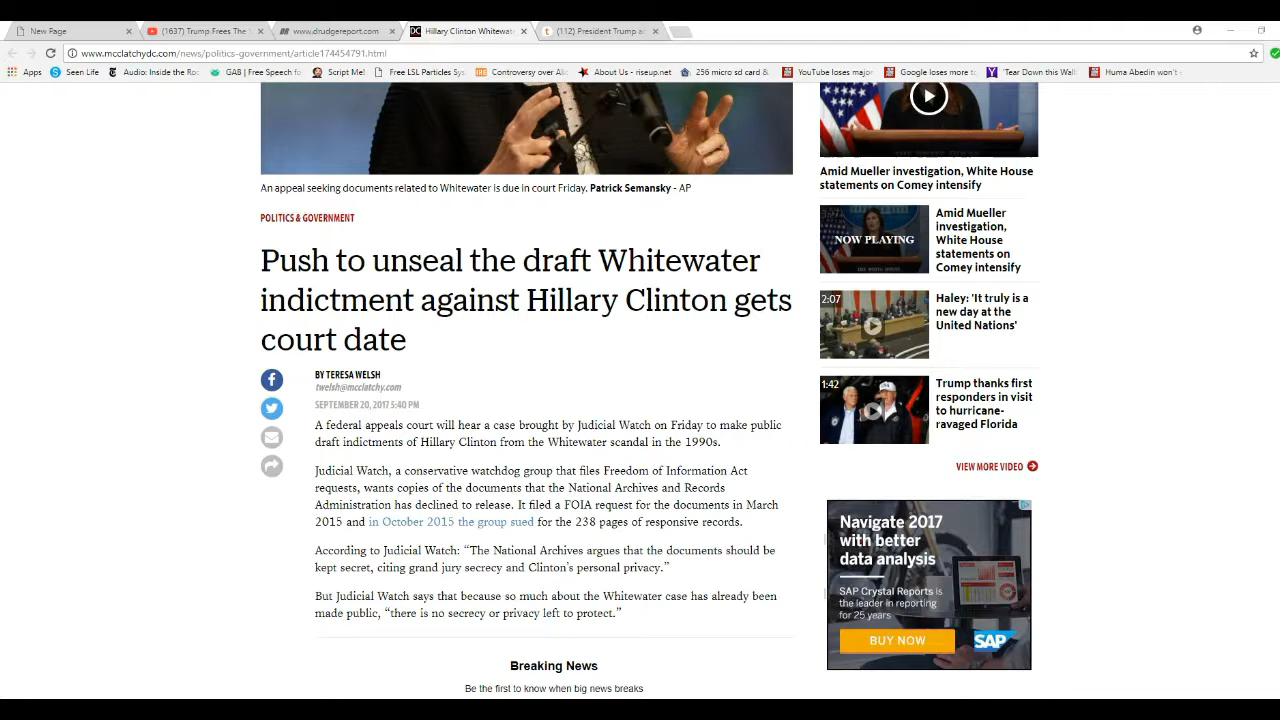 New Page
(1637) Trump Frees The
www.drudgereport.com
Hillary Clinton Whitewate
(112) President Trump a
www.mcclatchydc.com/news/politics-government/article174454791.html
Apps
Seen Life
Audio: Inside the Ro
GAB | Free Speech fo
Script Me!
Free LSL Particles Sys
Controversy over Ali
About Us - riseup.net
256 micro sd card &
YouTube loses major
Google loses more t
'Tear Down this Wall
Huma Abedin won't
An appeal seeking documents related to Whitewater is due in court Friday. Patrick Semansky - AP
POLITICS & GOVERNMENT
Push to unseal the draft Whitewater
indictment against Hillary Clinton gets
court date
BY TERESA WELSH
twelsh@mcclatchy.com
SEPTEMBER 20, 2017 5:40 PM
A federal appeals court will hear a case brought by Judicial Watch on Friday to make public
draft indictments of Hillary Clinton from the Whitewater scandal in the 1990s.
Judicial Watch, a conservative watchdog group that files Freedom of Information Act
requests, wants copies of the documents that the National Archives and Records
Administration has declined to release. It filed a FOIA request for the documents in March
2015 and in October 2015 the group sued for the 238 pages of responsive records.
According to Judicial Watch: “The National Archives argues that the documents should be
kept secret, citing grand jury secrecy and Clinton’s personal privacy.”
But Judicial Watch says that because so much about the Whitewater case has already been
made public, “there is no secrecy or privacy left to protect.”
Breaking News
Be the first to know when big news breaks
Amid Mueller investigation, White House
statements on Comey intensify
NOW PLAYING
Amid Mueller
investigation,
White House
statements on
Comey intensify
2:07
Haley: 'It truly is a
new day at the
United Nations'
1:42
Trump thanks first
responders in visit
to hurricane-
ravaged Florida
VIEW MORE VIDEO
Navigate 2017
with better
data analysis
SAP Crystal Reports is
the leader in reporting
for 25 years
BUY NOW
SAP